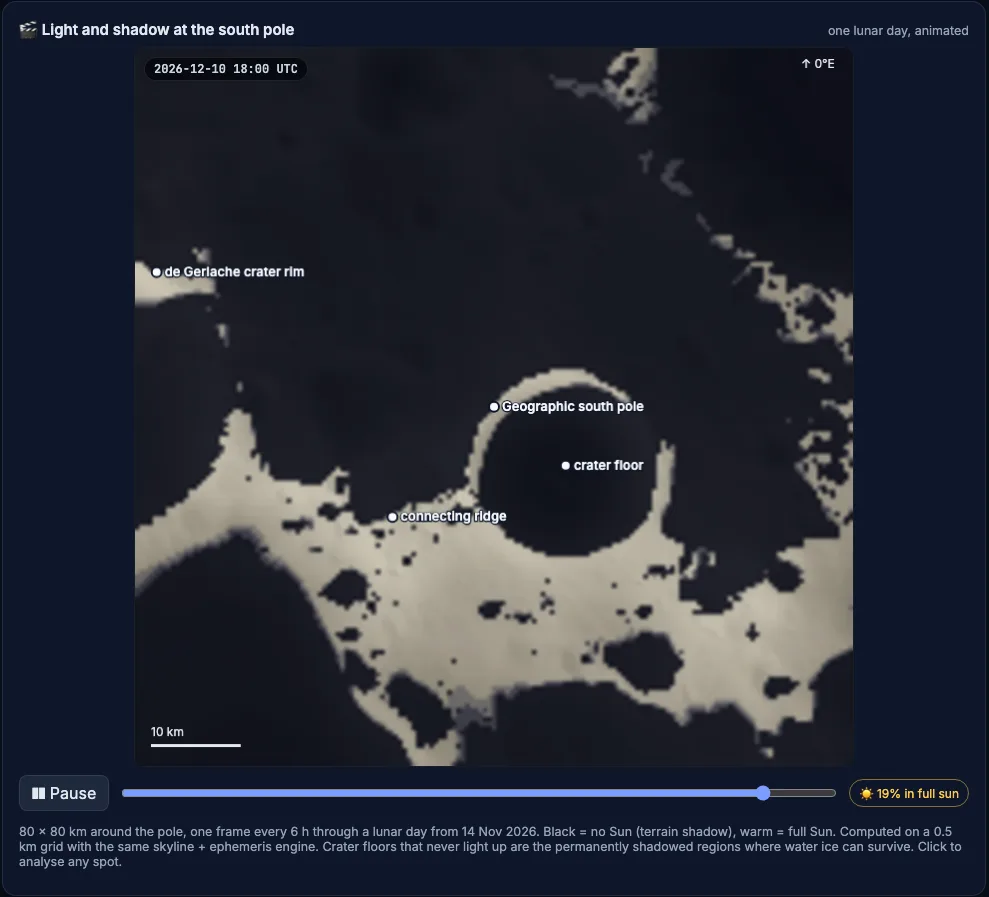 🎬 Light and shadow at the south pole
one lunar day, animated
2026-12-10 18:00 UTC
↑ 0°E
de Gerlache crater rim
Geographic south pole
crater floor
connecting ridge
10 km
Pause
☀️ 19% in full sun
80 × 80 km around the pole, one frame every 6 h through a lunar day from 14 Nov 2026. Black = no Sun (terrain shadow), warm = full Sun. Computed on a 0.5
km grid with the same skyline + ephemeris engine. Crater floors that never light up are the permanently shadowed regions where water ice can survive. Click to
analyse any spot.